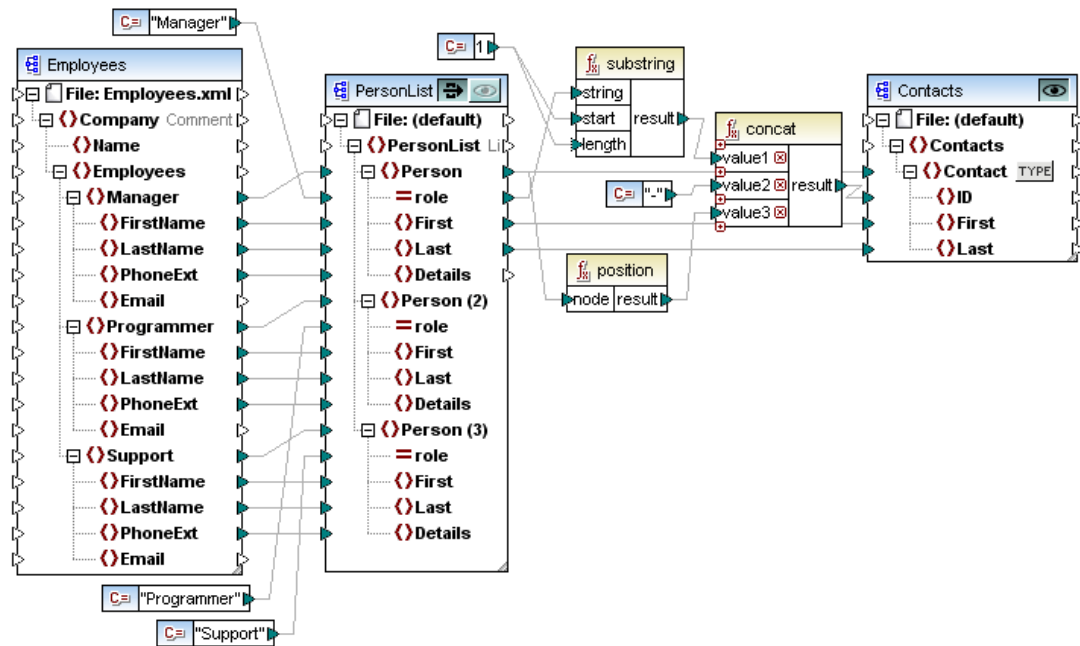 C= "Manager"
Employees
File: Employees.xml
Company Comment
Name
Employees
Manager
FirstName
LastName
PhoneExt
Email
Programmer
FirstName
LastName
PhoneExt
Email
Support
FirstName
LastName
PhoneExt
Email
C= "Programmer"
C= "Support"
PersonList
File: (default)
PersonList Li
Person
= role
First
Last
Details
Person (2)
= role
First
Last
Details
Person (3)
= role
First
Last
Details
C= 1
fx substring
string
start
length
result
C= "-"
fx concat
value1
value2
value3
result
fx position
node
result
Contacts
File: (default)
Contacts
Contact TYPE
ID
First
Last